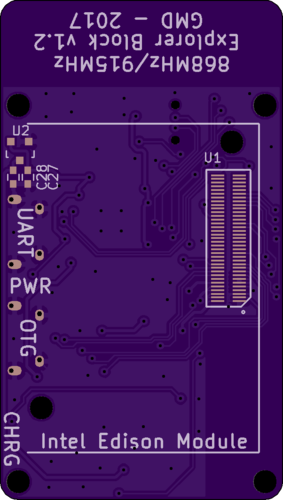 868MHz/915MHz
Explorer Block v1.2
GMD - 2017
U2
U1
C28
C27
UART
PWR
OTG
CHRG
Intel Edison Module